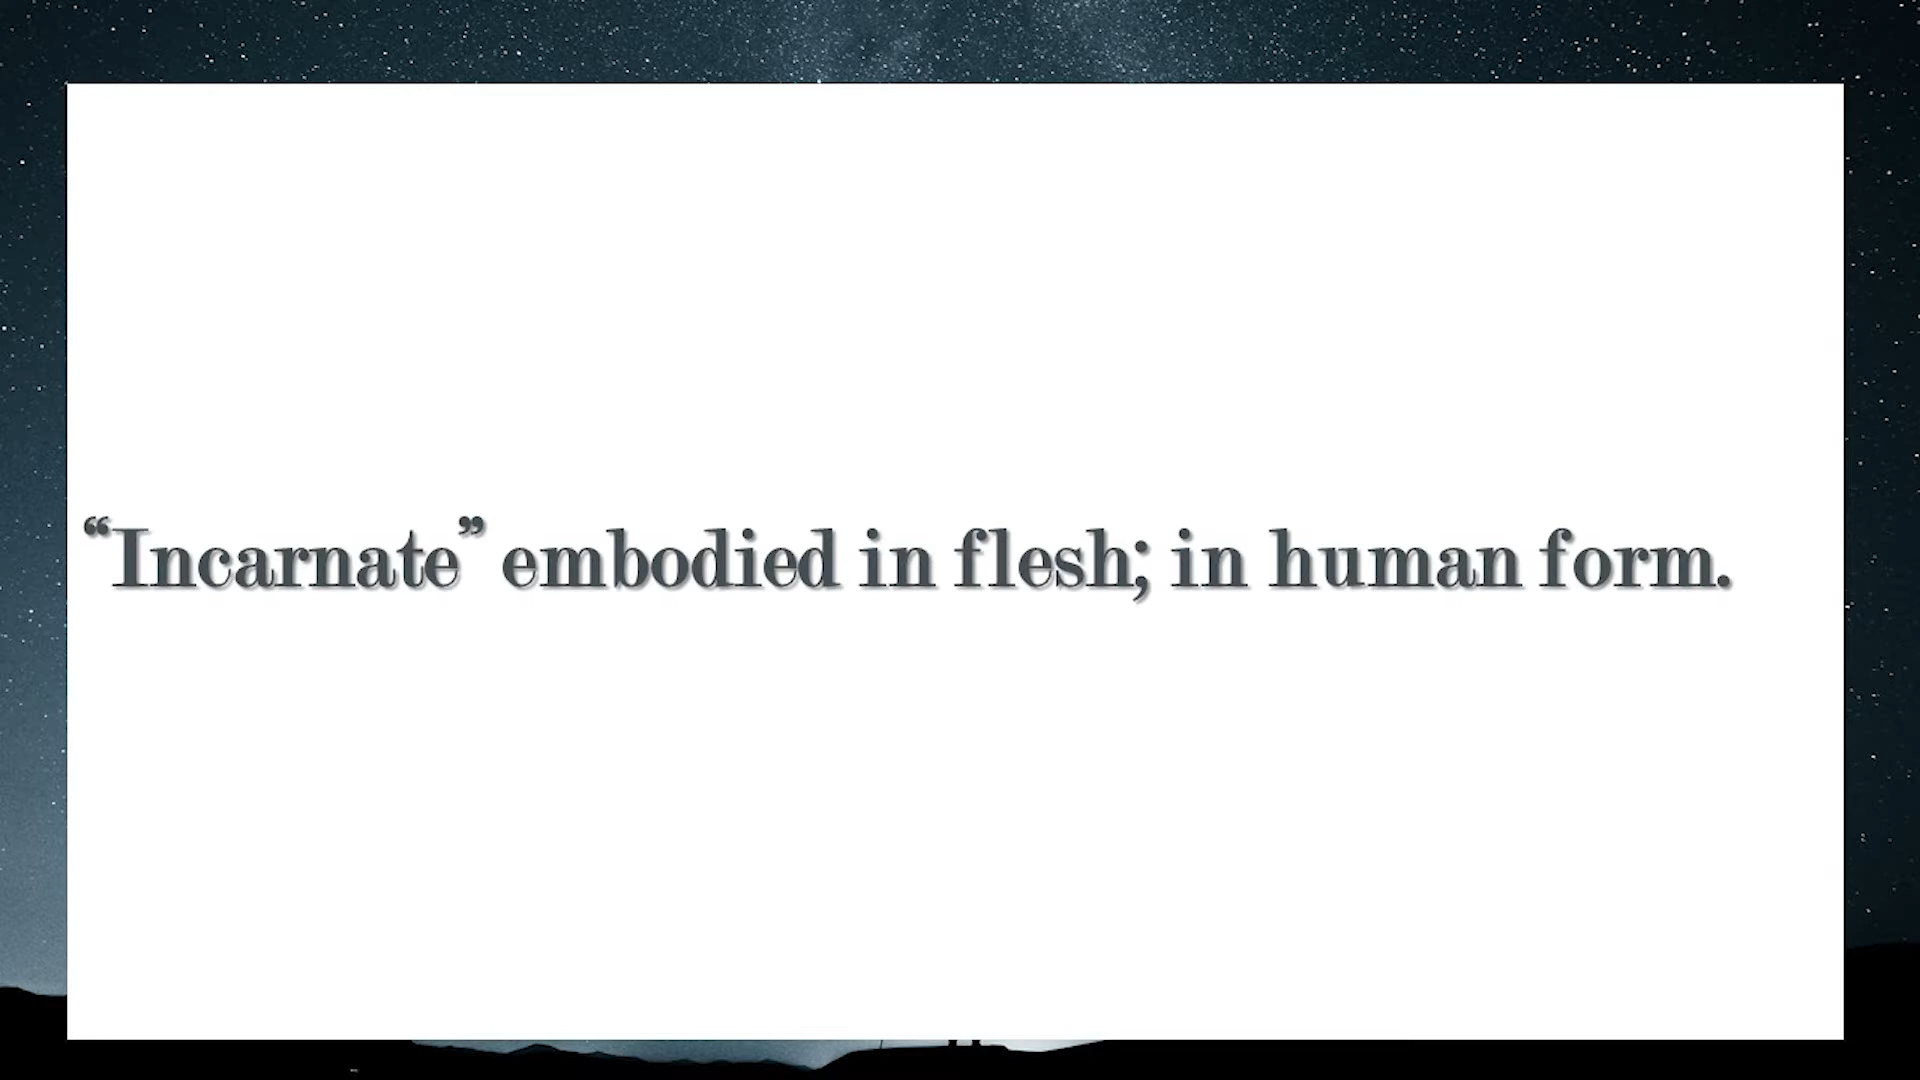 “Incarnate” embodied in flesh; in human form.